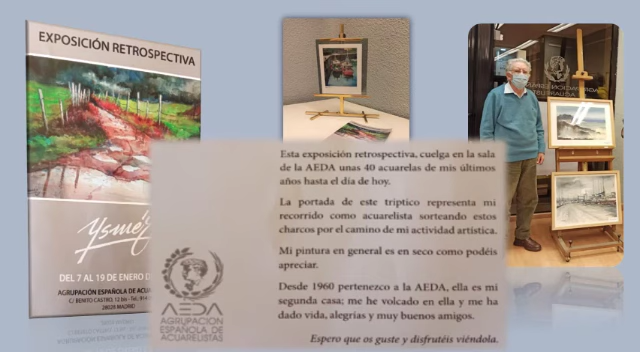 EXPOSICIÓN RETROSPECTIVA
Ysmér
DEL 7 AL 19 DE ENERO D
AGRUPACIÓN ESPAÑOLA DE ACUA
C/ BENITO CASTRO, 12 bis - Tel.
28028 MADRID
AEDA
AGRUPACIÓN
ESPAÑOLA DE
ACUARELISTAS
Esta exposición retrospectiva, cuelga en la sala
de la AEDA unas 40 acuarelas de mis últimos
años hasta el día de hoy.
La portada de este triptico representa mi
recorrido como acuarelista sorteando estos
charcos por el camino de mi actividad artística.
Mi pintura en general es en seco como podéis
apreciar.
Desde 1960 pertenezco a la AEDA, ella es mi
segunda casa; me he volcado en ella y me ha
dado vida, alegrías y muy buenos amigos.
Espero que os guste y disfrutéis viéndola.